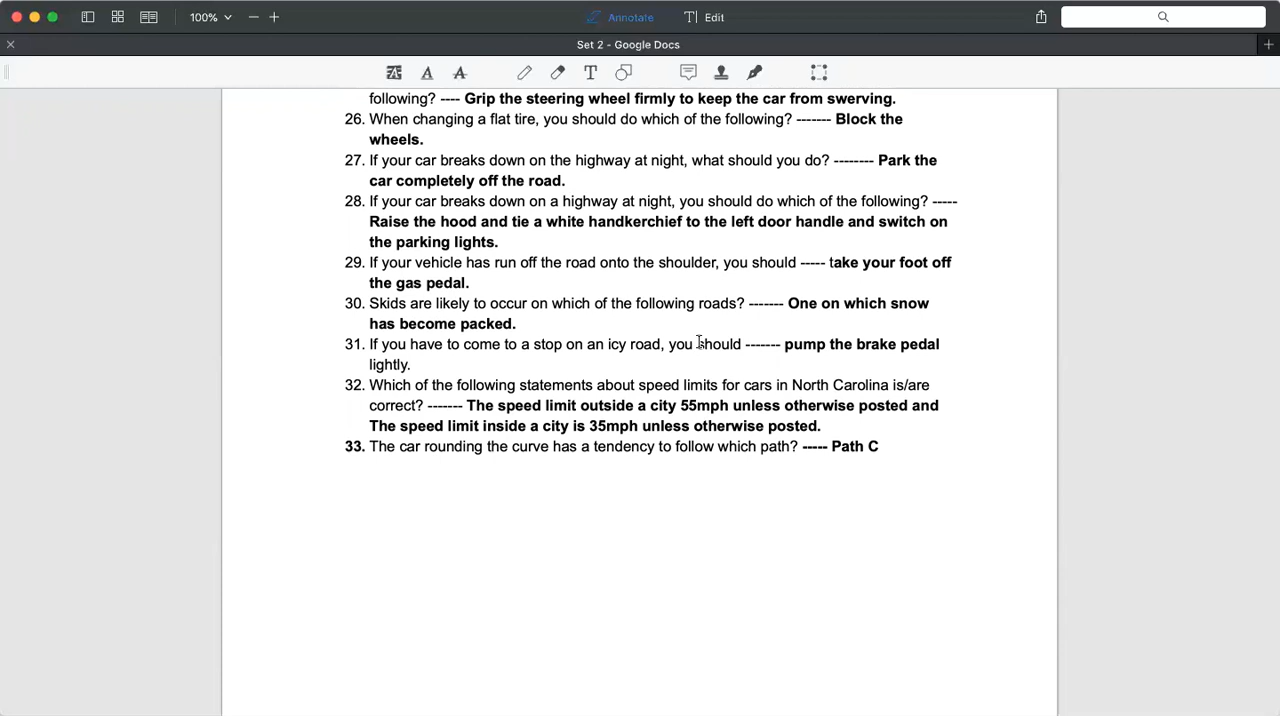 100%
Annotate
Edit
Set 2 - Google Docs
following? ---- Grip the steering wheel firmly to keep the car from swerving.
26. When changing a flat tire, you should do which of the following? ------- Block the
wheels.
27. If your car breaks down on the highway at night, what should you do? -------- Park the
car completely off the road.
28. If your car breaks down on a highway at night, you should do which of the following? -----
Raise the hood and tie a white handkerchief to the left door handle and switch on
the parking lights.
29. If your vehicle has run off the road onto the shoulder, you should ----- take your foot off
the gas pedal.
30. Skids are likely to occur on which of the following roads? ------- One on which snow
has become packed.
31. If you have to come to a stop on an icy road, you should ------- pump the brake pedal
lightly.
32. Which of the following statements about speed limits for cars in North Carolina is/are
correct? ------- The speed limit outside a city 55mph unless otherwise posted and
The speed limit inside a city is 35mph unless otherwise posted.
33. The car rounding the curve has a tendency to follow which path? ----- Path C